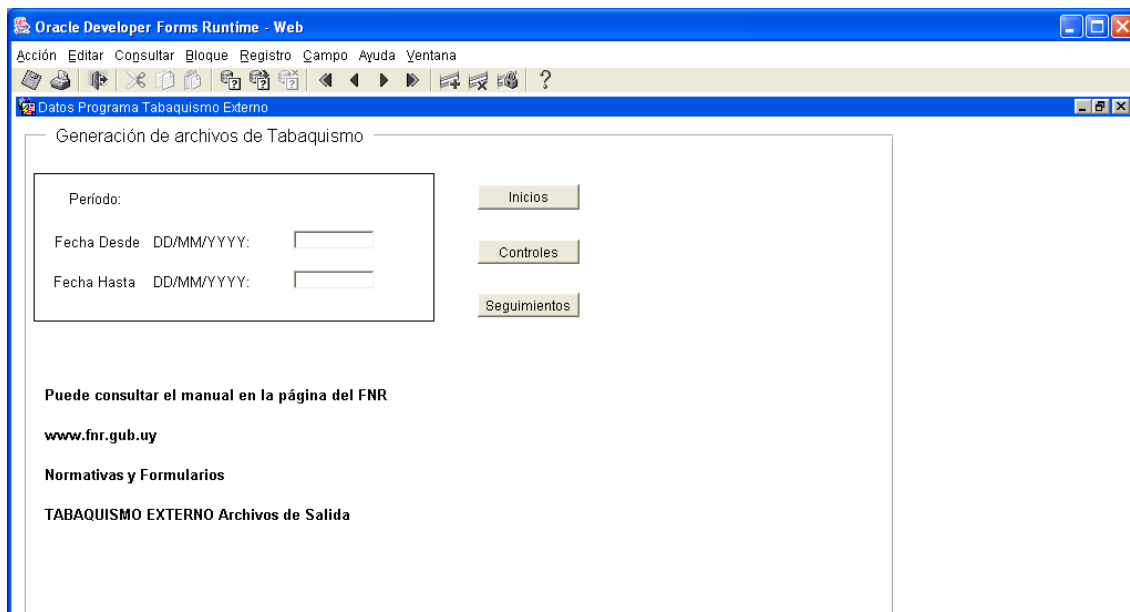 Oracle Developer Forms Runtime - Web
Acción Editar Consultar Bloque Registro Campo Ayuda Ventana
Datos Programa Tabaquismo Externo
Generación de archivos de Tabaquismo
Período:
Inicios
Fecha Desde DD/MM/YYYY:
Controles
Fecha Hasta DD/MM/YYYY:
Seguimientos
Puede consultar el manual en la página del FNR
www.fnr.gub.uy
Normativas y Formularios
TABAQUISMO EXTERNO Archivos de Salida